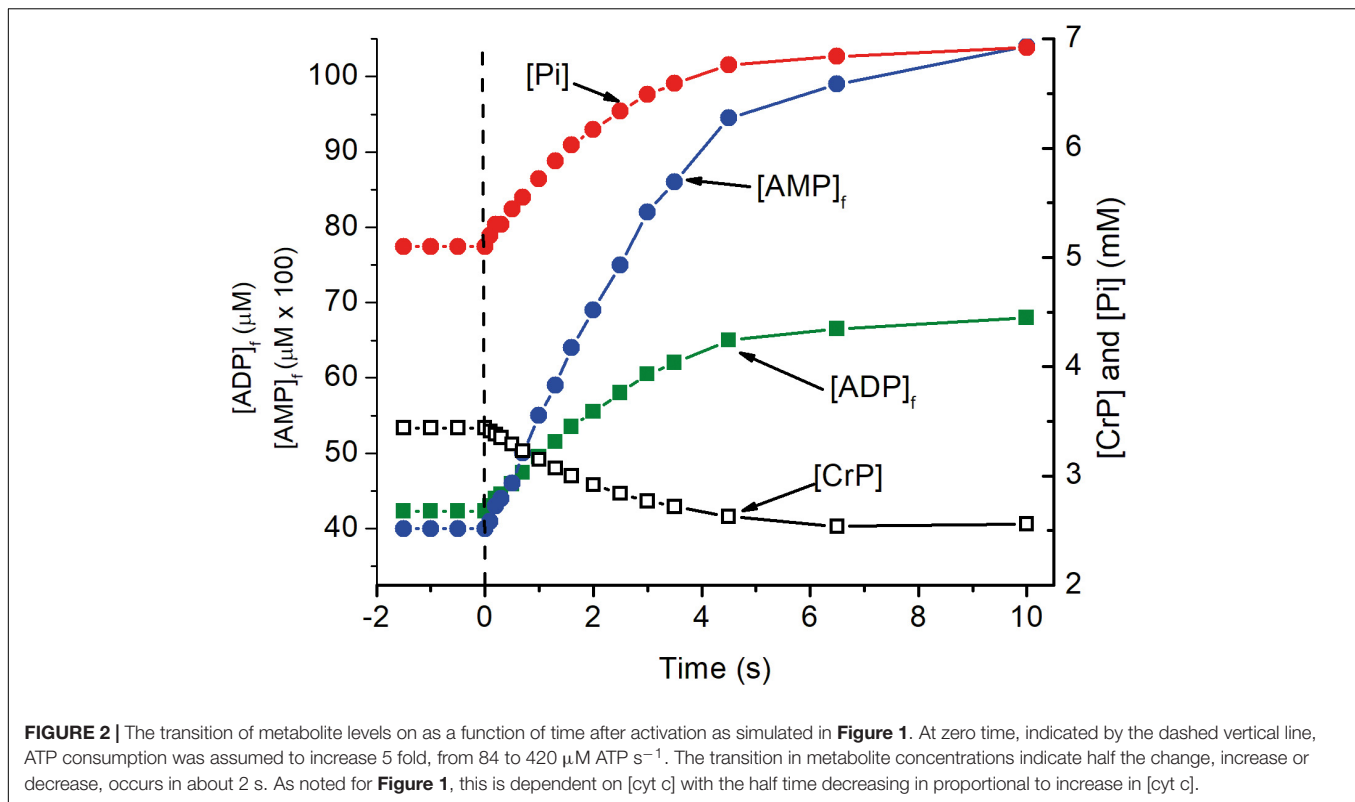 [Pi]
[AMP]f
[ADP]f
[CrP]
100
90
80
70
60
50
40
[ADP]f (μM)
[AMP]f (μM x 100)
7
6
5
4
3
2
[CrP] and [Pi] (mM)
-2 0 2 4 6 8 10
Time (s)
FIGURE 2 | The transition of metabolite levels on as a function of time after activation as simulated in Figure 1. At zero time, indicated by the dashed vertical line,
ATP consumption was assumed to increase 5 fold, from 84 to 420 μM ATP s−1. The transition in metabolite concentrations indicate half the change, increase or
decrease, occurs in about 2 s. As noted for Figure 1, this is dependent on [cyt c] with the half time decreasing in proportional to increase in [cyt c].